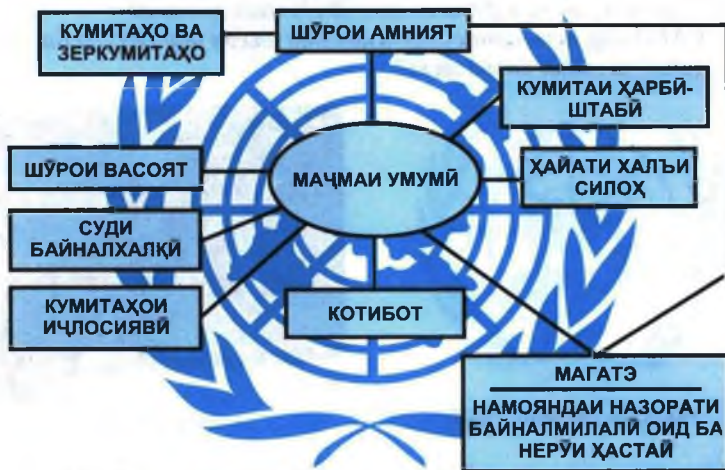 КУМИТАҲО ВА
ЗЕРКУМИТАҲО
ШӮРОИ АМНИЯТ
КУМИТАИ ҲАРБӢ-
ШТАБӢ
ШӮРОИ ВАСОЯТ
МАҶМАИ УМУМӢ
ҲАЙАТИ ХАЛЪИ
СИЛОҲ
СУДИ
БАЙНАЛХАЛҚӢ
КУМИТАҲОИ
ИҶЛОСИЯВӢ
КОТИБОТ
МАГАТЭ
НАМОЯНДАИ НАЗОРАТИ
БАЙНАЛМИЛАЛӢ ОИД БА
НЕРӮИ ҲАСТАӢ